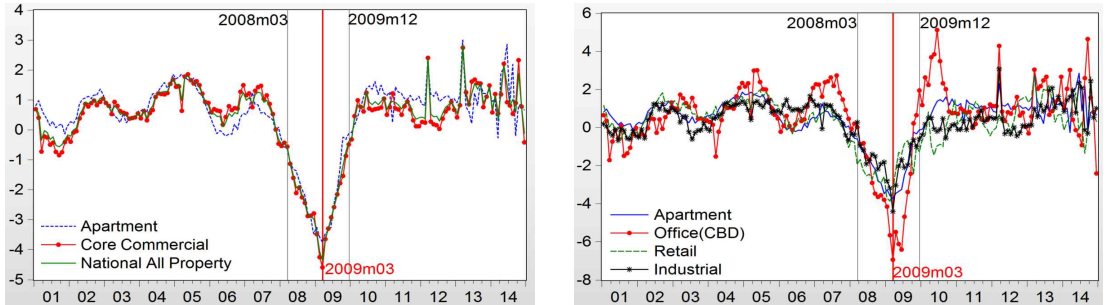 4
3
2
1
0
-1
-2
-3
-4
-5
2008m03
2009m12
Apartment
Core Commercial
National All Property
2009m03
01 02 03 04 05 06 07 08 09 10 11 12 13 14
6
4
2
0
-2
-4
-6
-8
2008m03
2009m12
Apartment
Office(CBD)
Retail
Industrial
2009m03
01 02 03 04 05 06 07 08 09 10 11 12 13 14